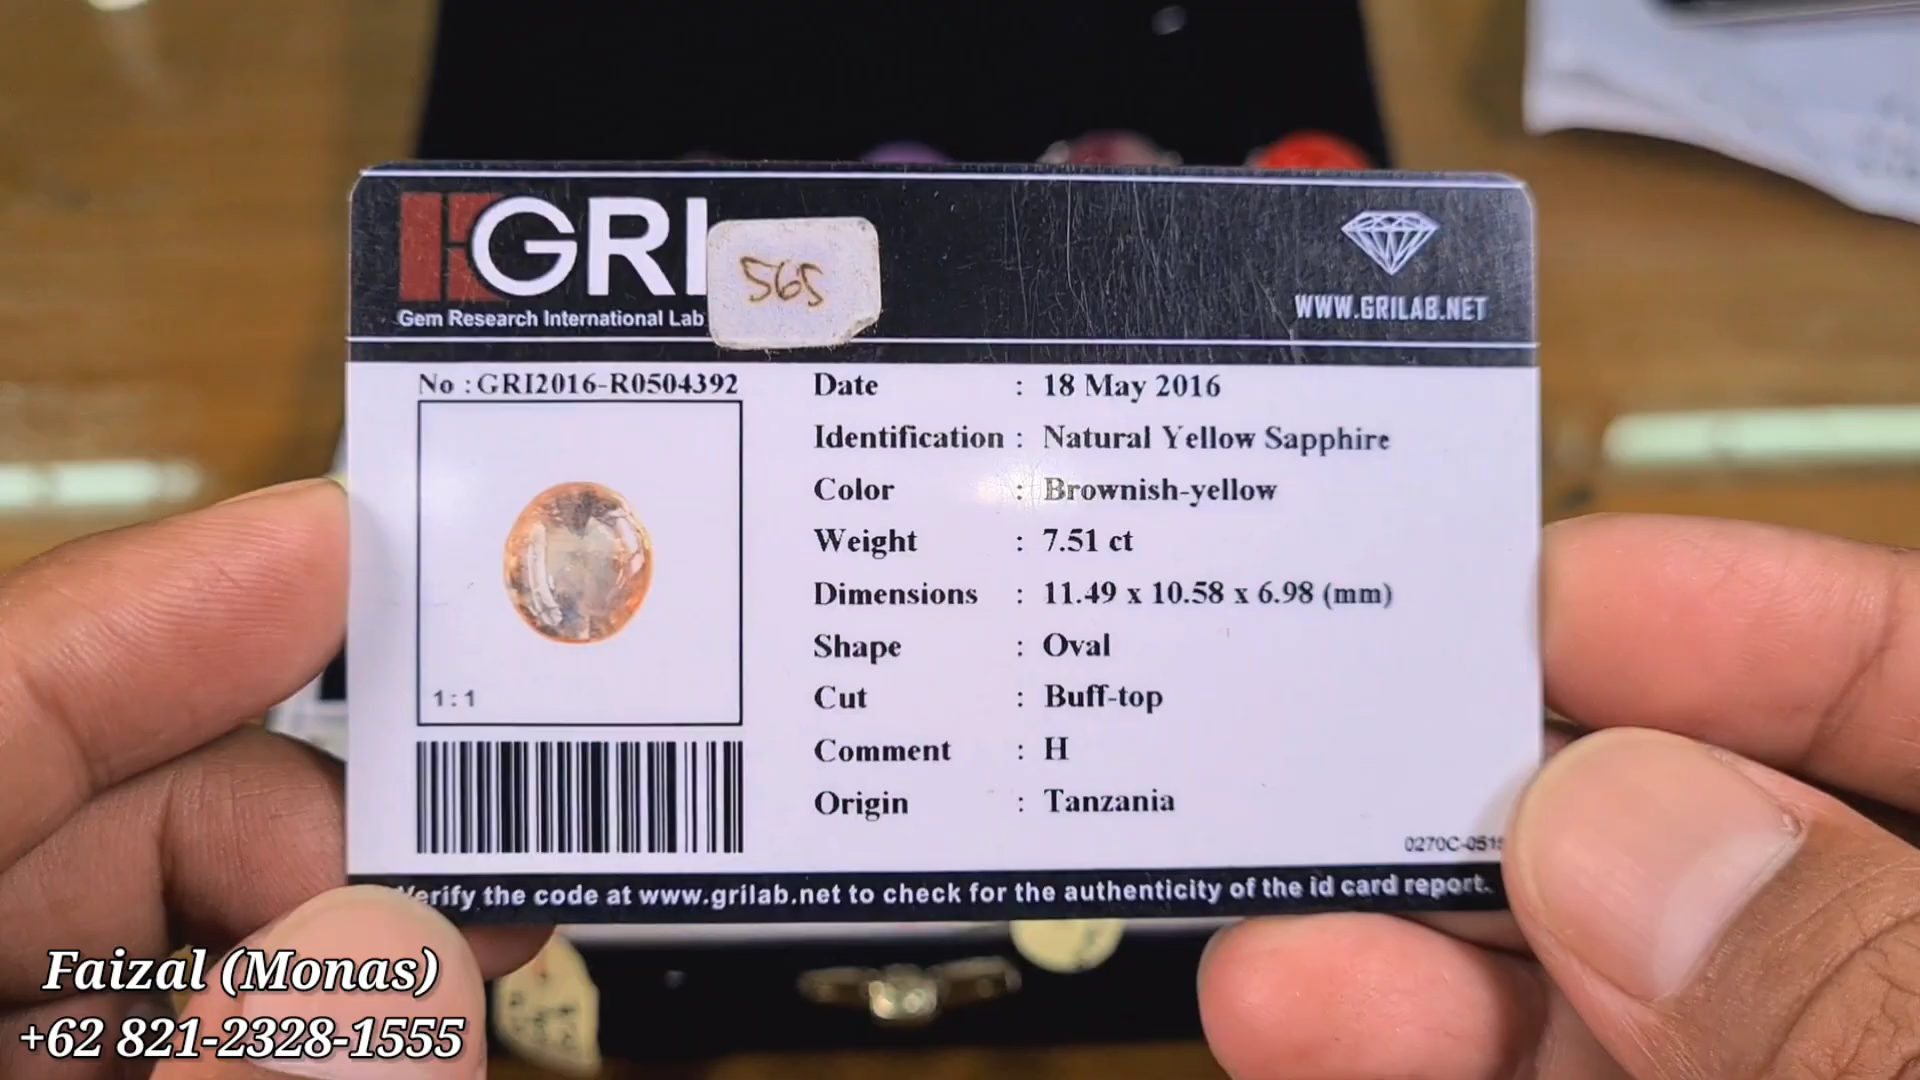 GRI
565
Gem Research International Lab
WWW.GRILAB.NET
No : GRI2016-R0504392
1:1
Date : 18 May 2016
Identification : Natural Yellow Sapphire
Color : Brownish-yellow
Weight : 7.51 ct
Dimensions : 11.49 x 10.58 x 6.98 (mm)
Shape : Oval
Cut : Buff-top
Comment : H
Origin : Tanzania
Verify the code at www.grilab.net to check for the authenticity of the id card report.
Faizal (Monas)
+62 821-2328-1555